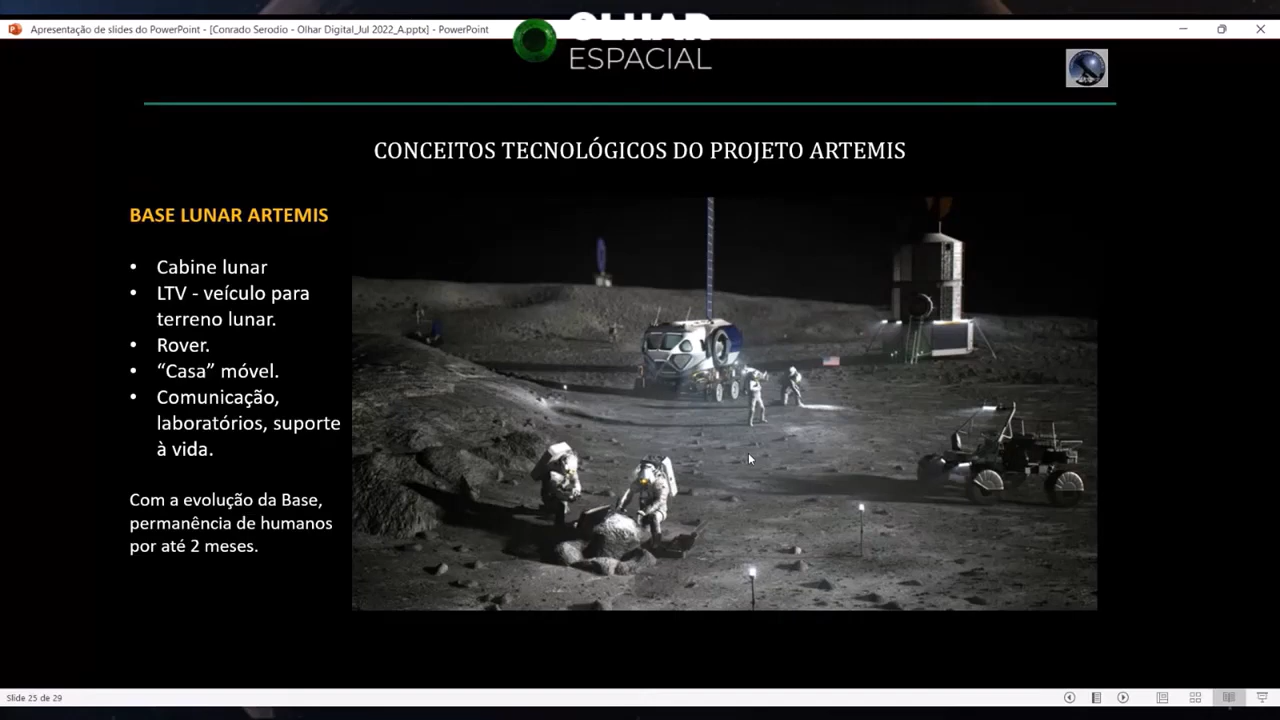 Apresentação de slides do PowerPoint - [Conrado Serodio - Olhar Digital_Jul 2022_A.pptx] - PowerPoint
OLHAR
ESPACIAL
CONCEITOS TECNOLÓGICOS DO PROJETO ARTEMIS
BASE LUNAR ARTEMIS
• Cabine lunar
• LTV - veículo para
terreno lunar.
• Rover.
• “Casa” móvel.
• Comunicação,
laboratórios, suporte
à vida.
Com a evolução da Base,
permanência de humanos
por até 2 meses.
Slide 25 de 29